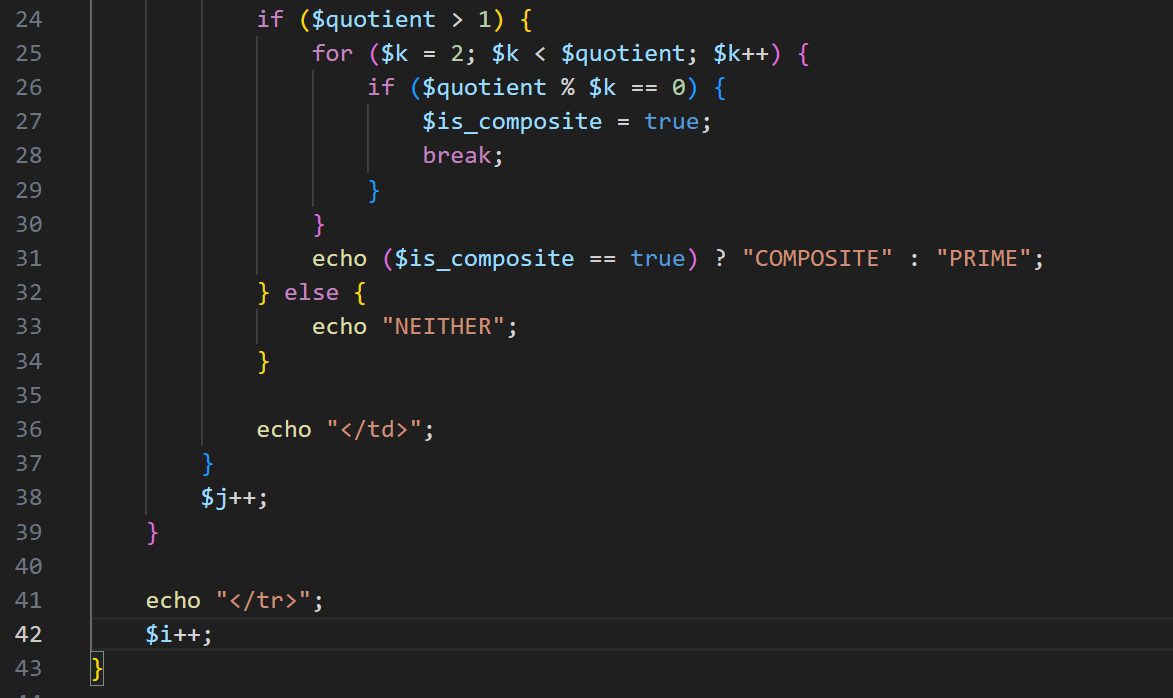 24 if ($quotient > 1) {
25 for ($k = 2; $k < $quotient; $k++) {
26 if ($quotient % $k == 0) {
27 $is_composite = true;
28 break;
29 }
30 }
31 echo ($is_composite == true) ? "COMPOSITE" : "PRIME";
32 } else {
33 echo "NEITHER";
34 }
35
36 echo "</td>";
37 }
38 $j++;
39 }
40
41 echo "</tr>";
42 $i++;
43 }